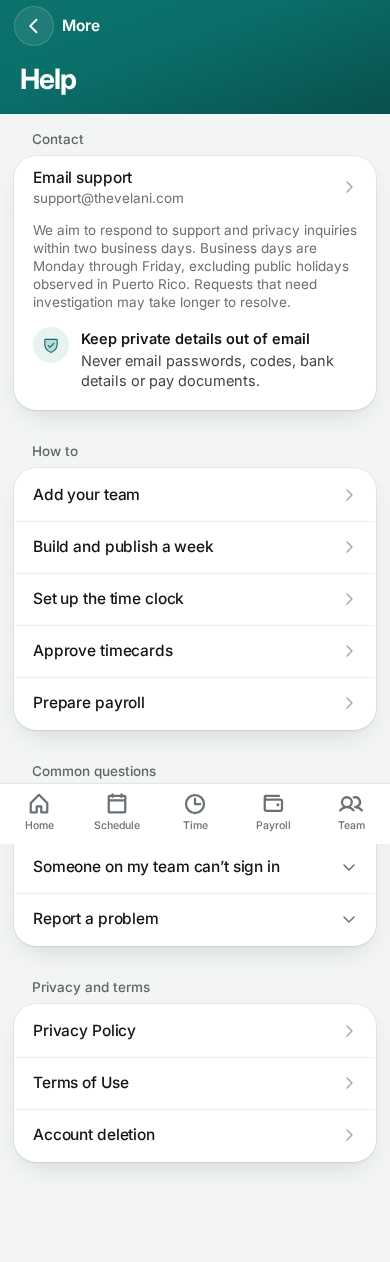 More
Help
Contact
Email support
support@thevelani.com
We aim to respond to support and privacy inquiries
within two business days. Business days are
Monday through Friday, excluding public holidays
observed in Puerto Rico. Requests that need
investigation may take longer to resolve.
Keep private details out of email
Never email passwords, codes, bank
details or pay documents.
How to
Add your team
Build and publish a week
Set up the time clock
Approve timecards
Prepare payroll
Common questions
Home
Schedule
Time
Payroll
Team
Someone on my team can’t sign in
Report a problem
Privacy and terms
Privacy Policy
Terms of Use
Account deletion